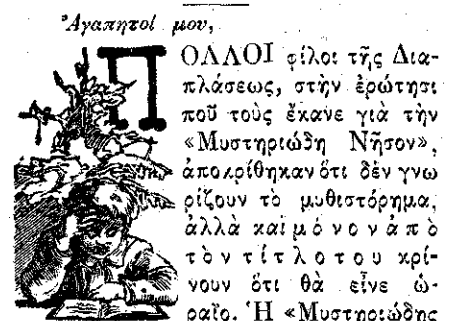 Ἀγαπητοί μου,
ΠΟΛΛΟΙ φίλοι τῆς Δια-
πλάσεως, στὴν ἐρώτησι
ποῦ τοὺς ἔκανε γιὰ τὴν
«Μυστηριώδη Νῆσον»,
ἀποκρίθηκαν ὅτι δὲν γνω
ρίζουν τὸ μυθιστόρημα,
ἀλλὰ καὶ μόνον ἀπὸ
τὸν τίτλο του κρί-
νουν ὅτι θὰ εἶνε ὡ-
ραῖο. Ἡ «Μυστηριώδης